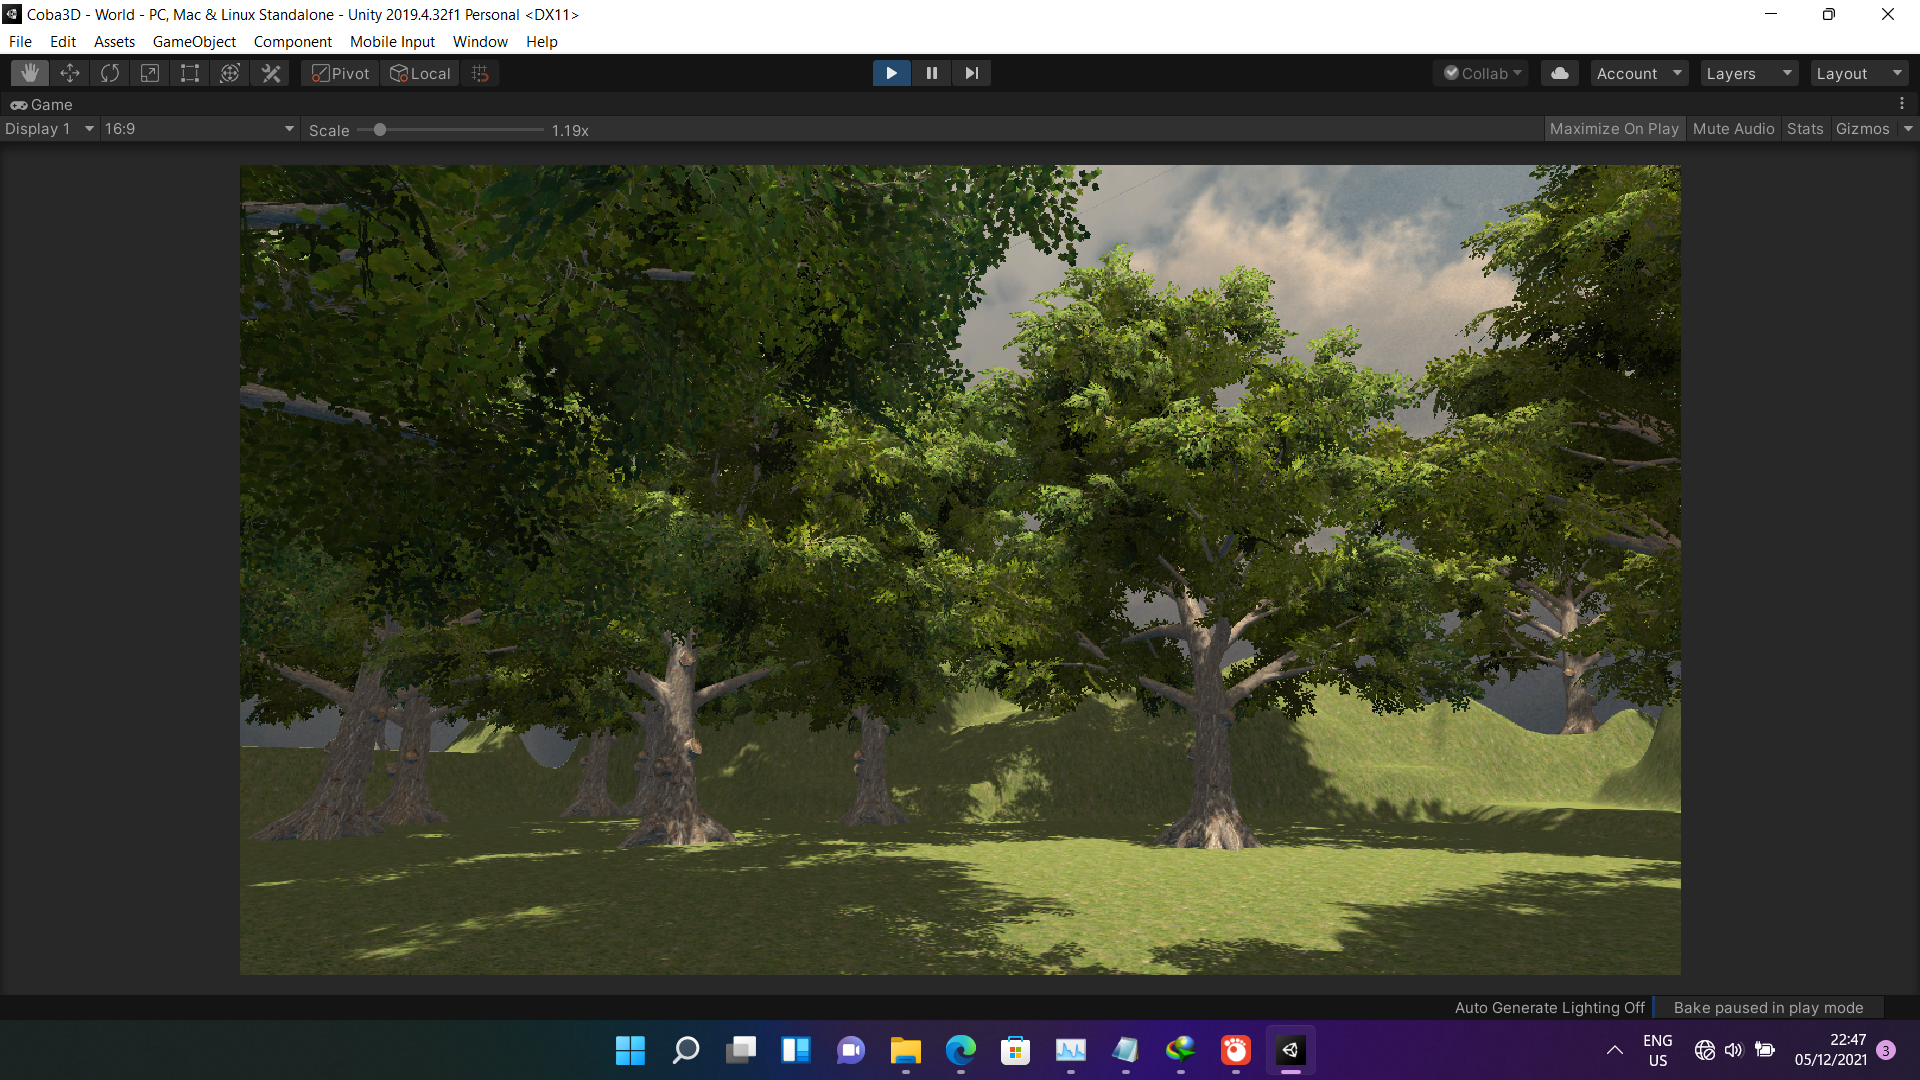 Coba3D - World - PC, Mac & Linux Standalone - Unity 2019.4.32f1 Personal <DX11>
File Edit Assets GameObject Component Mobile Input Window Help
Pivot Local Collab Account Layers Layout
Game
Display 1 16:9 Scale 1.19x Maximize On Play Mute Audio Stats Gizmos
Auto Generate Lighting Off Bake paused in play mode
ENG 22:47
US 05/12/2021 3